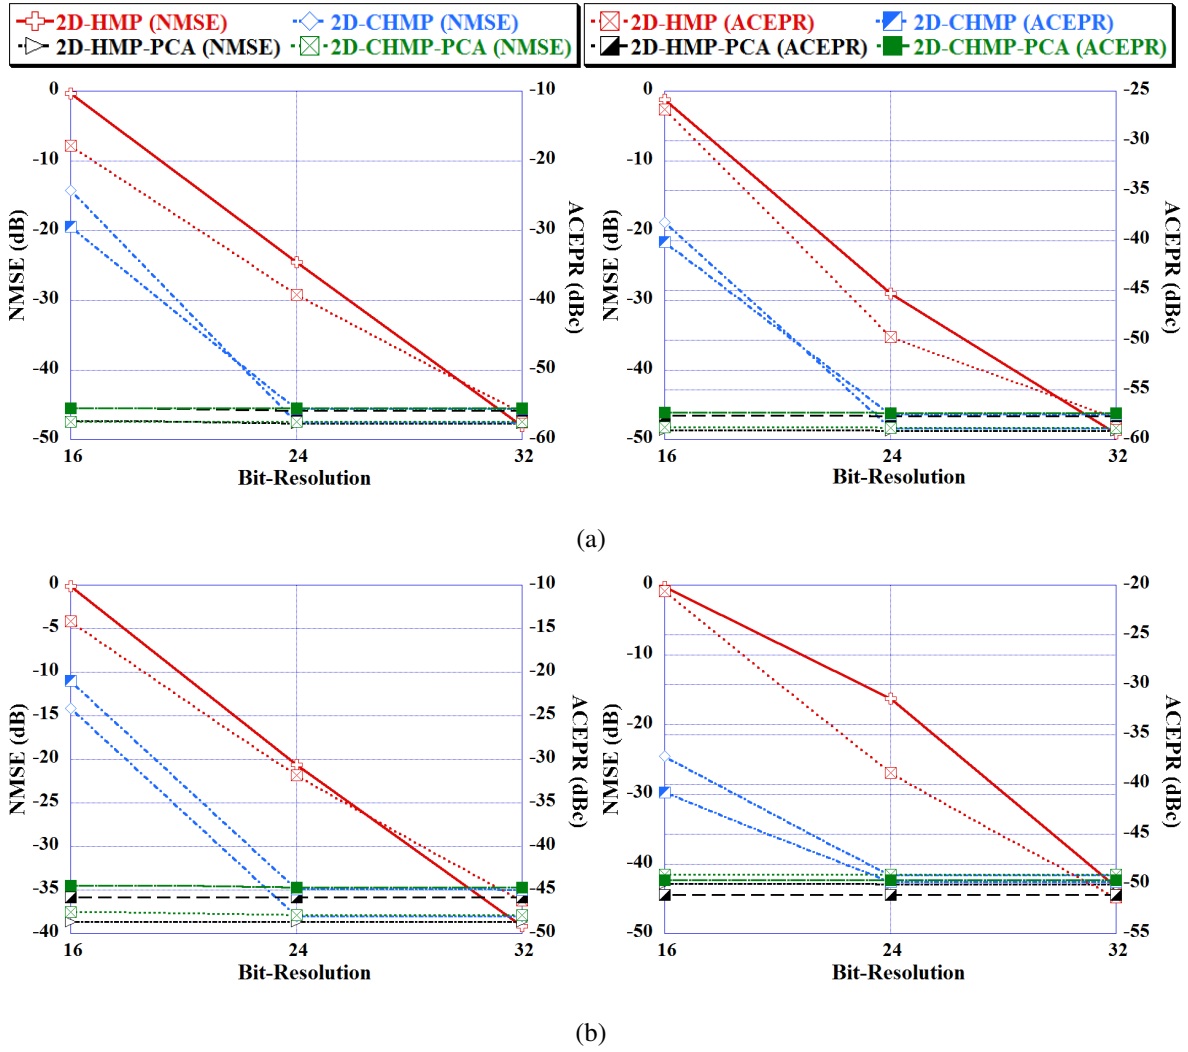 2D-HMP (NMSE) 2D-CHMP (NMSE) 2D-HMP (ACEPR) 2D-CHMP (ACEPR)
2D-HMP-PCA (NMSE) 2D-CHMP-PCA (NMSE) 2D-HMP-PCA (ACEPR) 2D-CHMP-PCA (ACEPR)
NMSE (dB)
0
-10
-20
-30
-40
-50
16 24 32
Bit-Resolution
-10
-20
-30
-40
-50
-60
ACEPR (dBc)
NMSE (dB)
0
-10
-20
-30
-40
-50
16 24 32
Bit-Resolution
-25
-30
-35
-40
-45
-50
-55
-60
ACEPR (dBc)
(a)
NMSE (dB)
0
-5
-10
-15
-20
-25
-30
-35
-40
16 24 32
Bit-Resolution
-10
-15
-20
-25
-30
-35
-40
-45
-50
ACEPR (dBc)
NMSE (dB)
0
-10
-20
-30
-40
-50
16 24 32
Bit-Resolution
-20
-25
-30
-35
-40
-45
-50
-55
ACEPR (dBc)
(b)